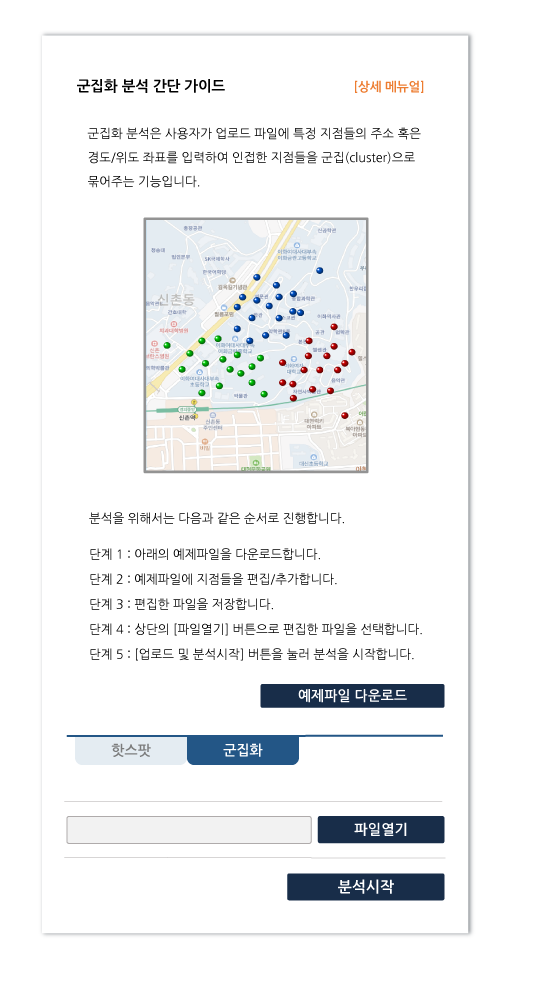 군집화 분석 간단 가이드
[상세 메뉴얼]
군집화 분석은 사용자가 업로드 파일에 특정 지점들의 주소 혹은
경도/위도 좌표를 입력하여 인접한 지점들을 군집(cluster)으로
묶어주는 기능입니다.
신촌동
신촌역
분석을 위해서는 다음과 같은 순서로 진행합니다.
단계 1 : 아래의 예제파일을 다운로드합니다.
단계 2 : 예제파일에 지점들을 편집/추가합니다.
단계 3 : 편집한 파일을 저장합니다.
단계 4 : 상단의 [파일열기] 버튼으로 편집한 파일을 선택합니다.
단계 5 : [업로드 및 분석시작] 버튼을 눌러 분석을 시작합니다.
예제파일 다운로드
핫스팟
군집화
파일열기
분석시작